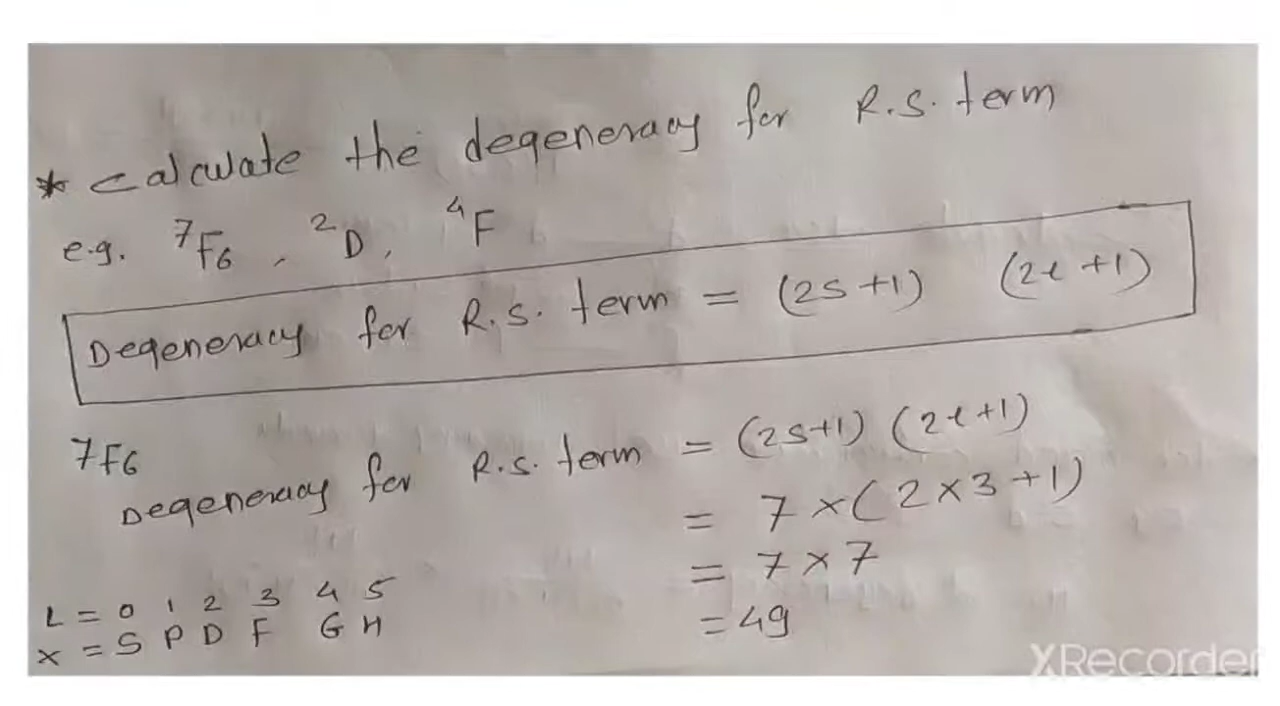 * Calculate the degeneracy for R.S. term
e.g. ⁷F₆, ²D, ⁴F
Degeneracy for R.S. term = (2S+1) (2L+1)
⁷F₆
Degeneracy for R.S. term = (2S+1) (2L+1)
= 7×(2×3+1)
= 7×7
= 49
L = 0 1 2 3 4 5
X = S P D F G H
XRecorder